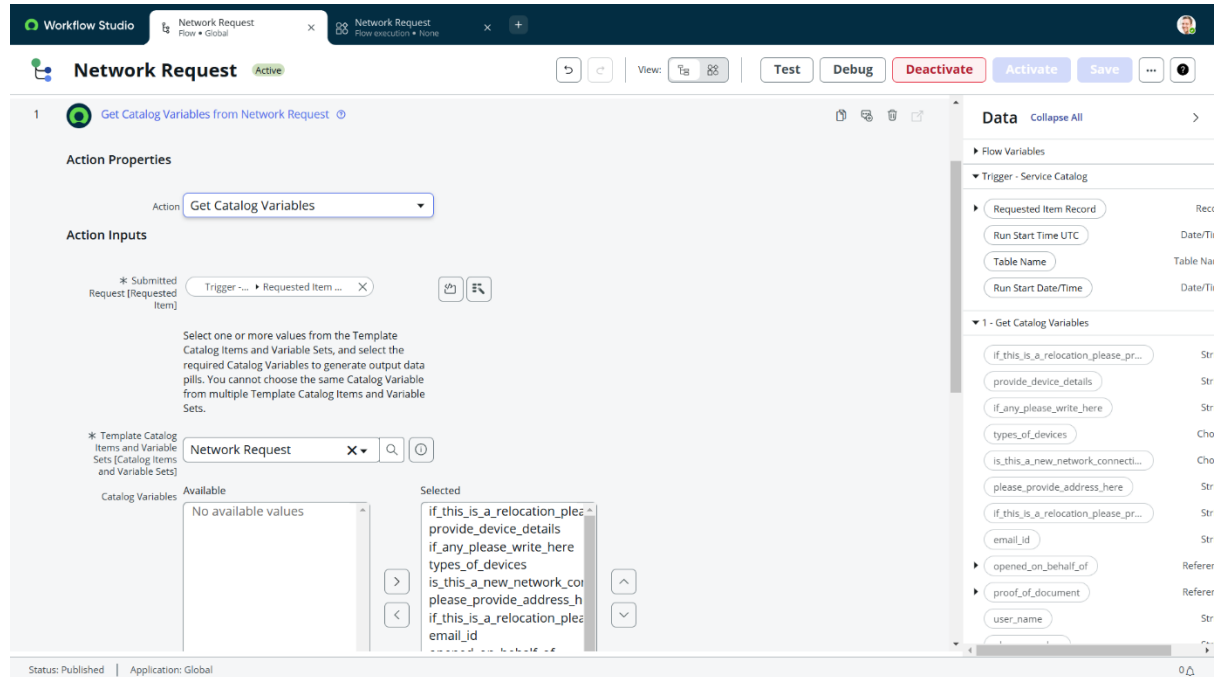 Workflow Studio
Network Request
Flow • Global
Network Request
Flow execution • None
Network Request
Active
View:
Test
Debug
Deactivate
Activate
Save
1
Get Catalog Variables from Network Request
Action Properties
Action
Get Catalog Variables
Action Inputs
* Submitted
Request [Requested
Item]
Trigger -... ▸ Requested Item ...
Select one or more values from the Template
Catalog Items and Variable Sets, and select the
required Catalog Variables to generate output data
pills. You cannot choose the same Catalog Variable
from multiple Template Catalog Items and Variable
Sets.
* Template Catalog
Items and Variable
Sets [Catalog Items
and Variable Sets]
Network Request
Catalog Variables
Available
No available values
Selected
if_this_is_a_relocation_plea
provide_device_details
if_any_please_write_here
types_of_devices
is_this_a_new_network_con
please_provide_address_h
if_this_is_a_relocation_plea
email_id
Data
Collapse All
Flow Variables
Trigger - Service Catalog
Requested Item Record
Reco
Run Start Time UTC
Date/Ti
Table Name
Table Na
Run Start Date/Time
Date/Ti
1 - Get Catalog Variables
if_this_is_a_relocation_please_pr...
Str
provide_device_details
Str
if_any_please_write_here
Str
types_of_devices
Cho
is_this_a_new_network_connecti...
Cho
please_provide_address_here
Str
if_this_is_a_relocation_please_pr...
Str
email_id
Str
opened_on_behalf_of
Referer
proof_of_document
Referer
user_name
Str
Status: Published | Application: Global
0